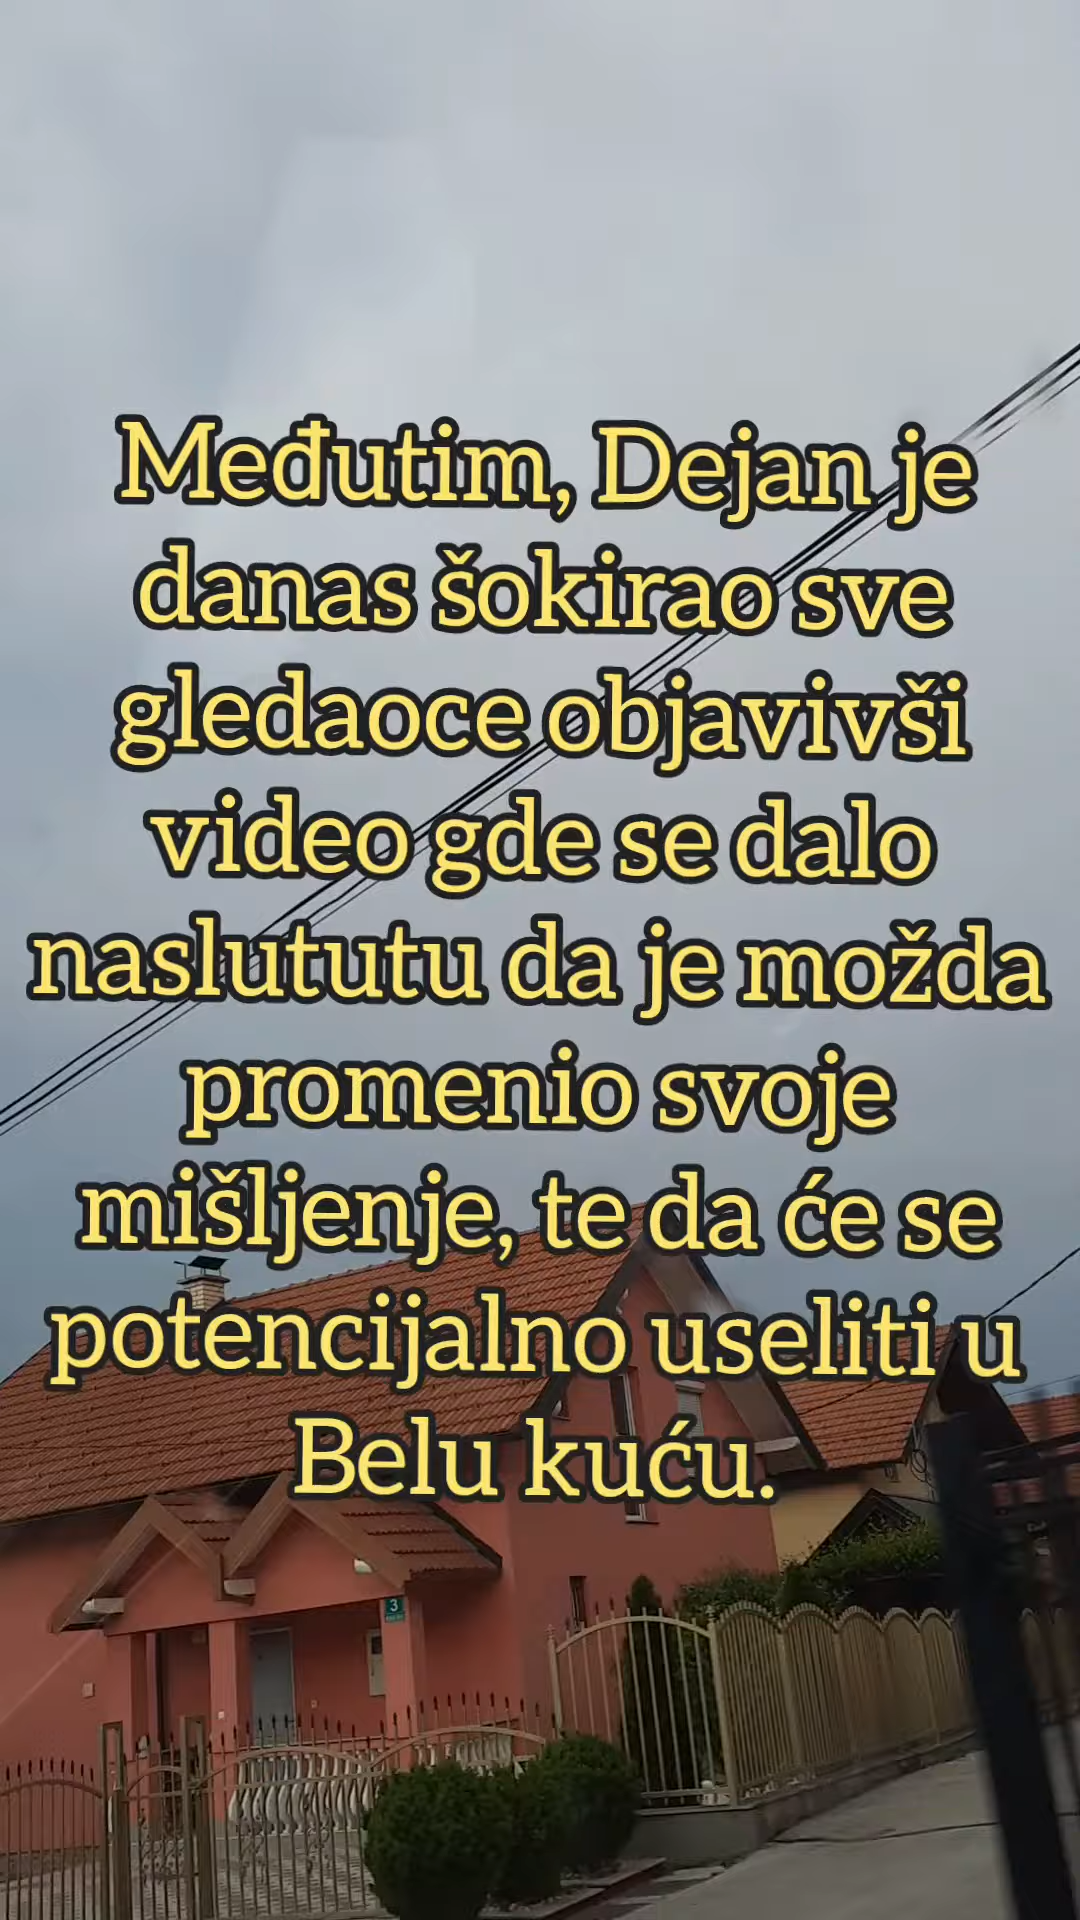 Međutim, Dejan je
danas šokirao sve
gledaoce objavivši
video gde se dalo
naslututu da je možda
promenio svoje
mišljenje, te da će se
potencijalno useliti u
Belu kuću.
3